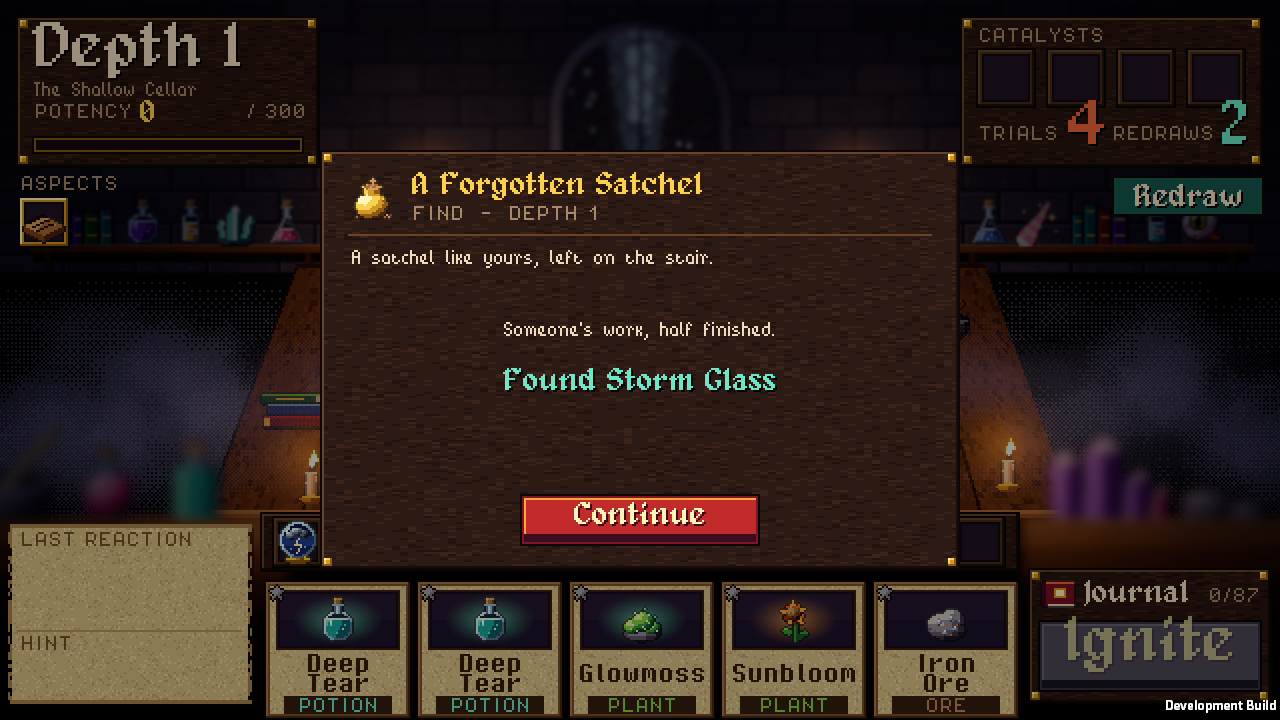 Depth 1
The Shallow Cellar
POTENCY 0 / 300
ASPECTS
CATALYSTS
TRIALS 4 REDRAWS 2
Redraw
A Forgotten Satchel
FIND - DEPTH 1
A satchel like yours, left on the stair.
Someone's work, half finished.
Found Storm Glass
Continue
LAST REACTION
HINT
Deep
Tear
POTION
Deep
Tear
POTION
Glowmoss
PLANT
Sunbloom
PLANT
Iron
Ore
ORE
Journal 0/87
Ignite
Development Build